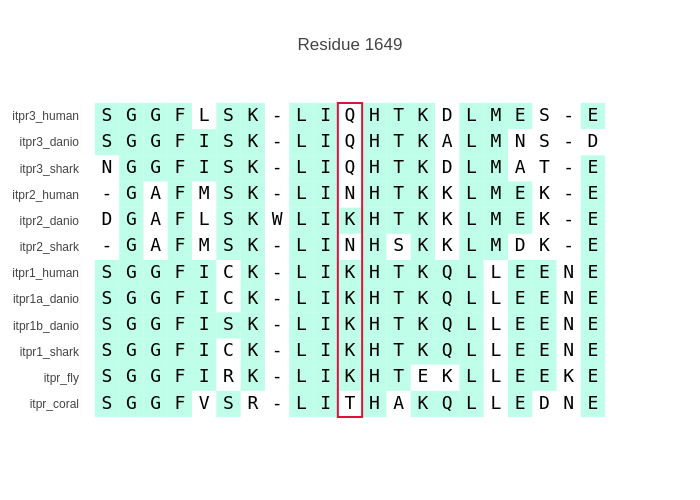 Residue 1649
itpr3_human S G G F L S K - L I Q H T K D L M E S - E
itpr3_danio S G G F I S K - L I Q H T K A L M N S - D
itpr3_shark N G G F I S K - L I Q H T K D L M A T - E
itpr2_human - G A F M S K - L I N H T K K L M E K - E
itpr2_danio D G A F L S K W L I K H T K K L M E K - E
itpr2_shark - G A F M S K - L I N H S K K L M D K - E
itpr1_human S G G F I C K - L I K H T K Q L L E E N E
itpr1a_danio S G G F I C K - L I K H T K Q L L E E N E
itpr1b_danio S G G F I S K - L I K H T K Q L L E E N E
itpr1_shark S G G F I C K - L I K H T K Q L L E E N E
itpr_fly S G G F I R K - L I K H T E K L L E E K E
itpr_coral S G G F V S R - L I T H A K Q L L E D N E